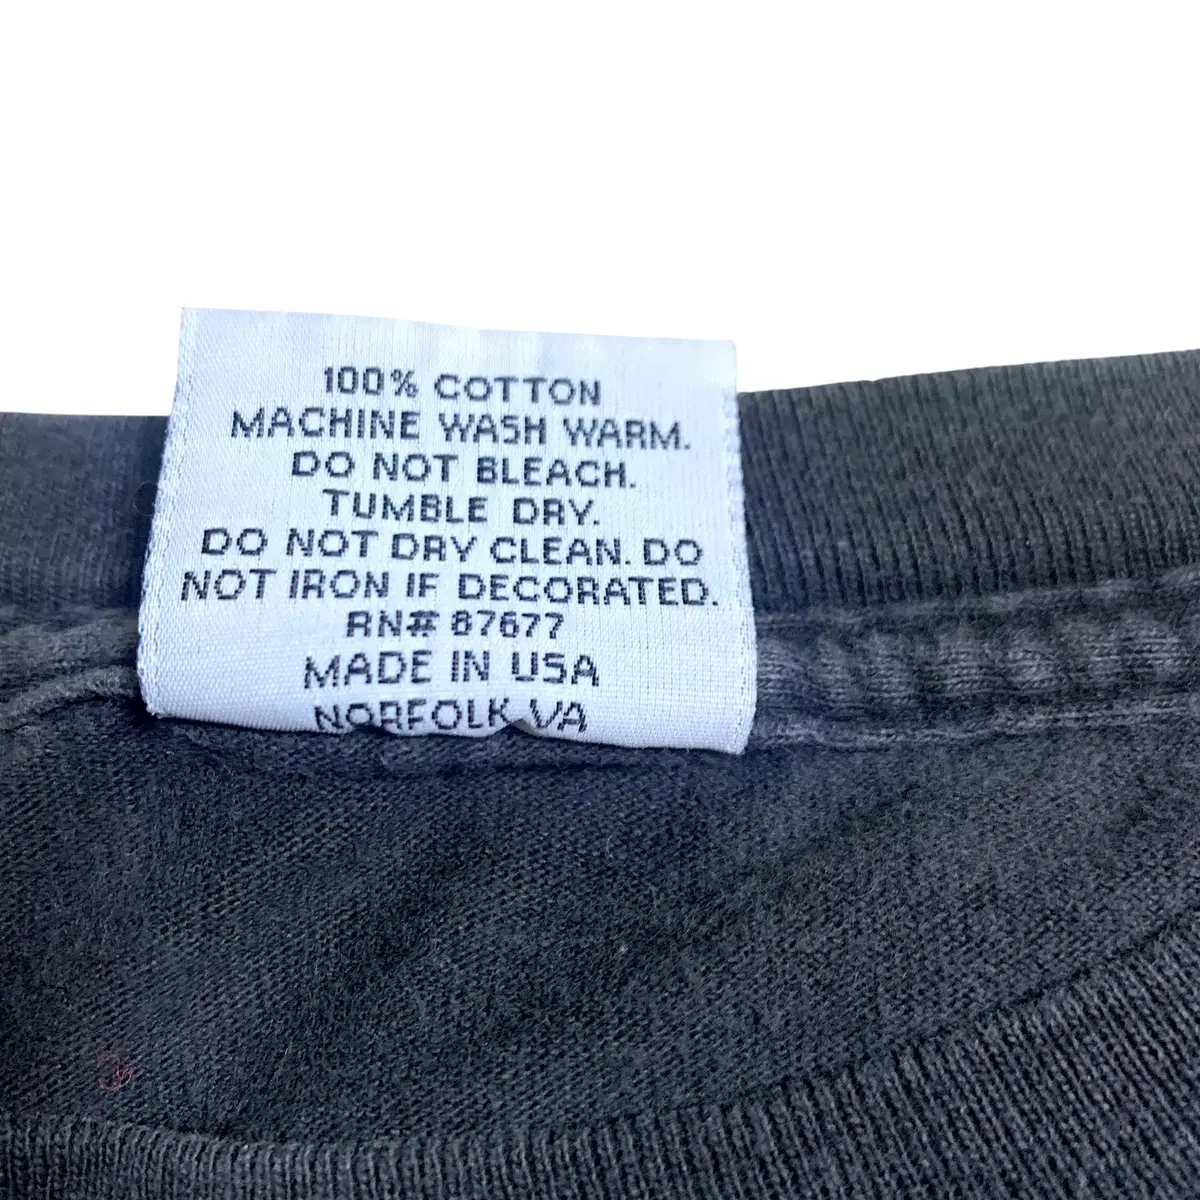 100% COTTON
MACHINE WASH WARM.
DO NOT BLEACH.
TUMBLE DRY.
DO NOT DRY CLEAN. DO
NOT IRON IF DECORATED.
RN# 87677
MADE IN USA
NORFOLK VA